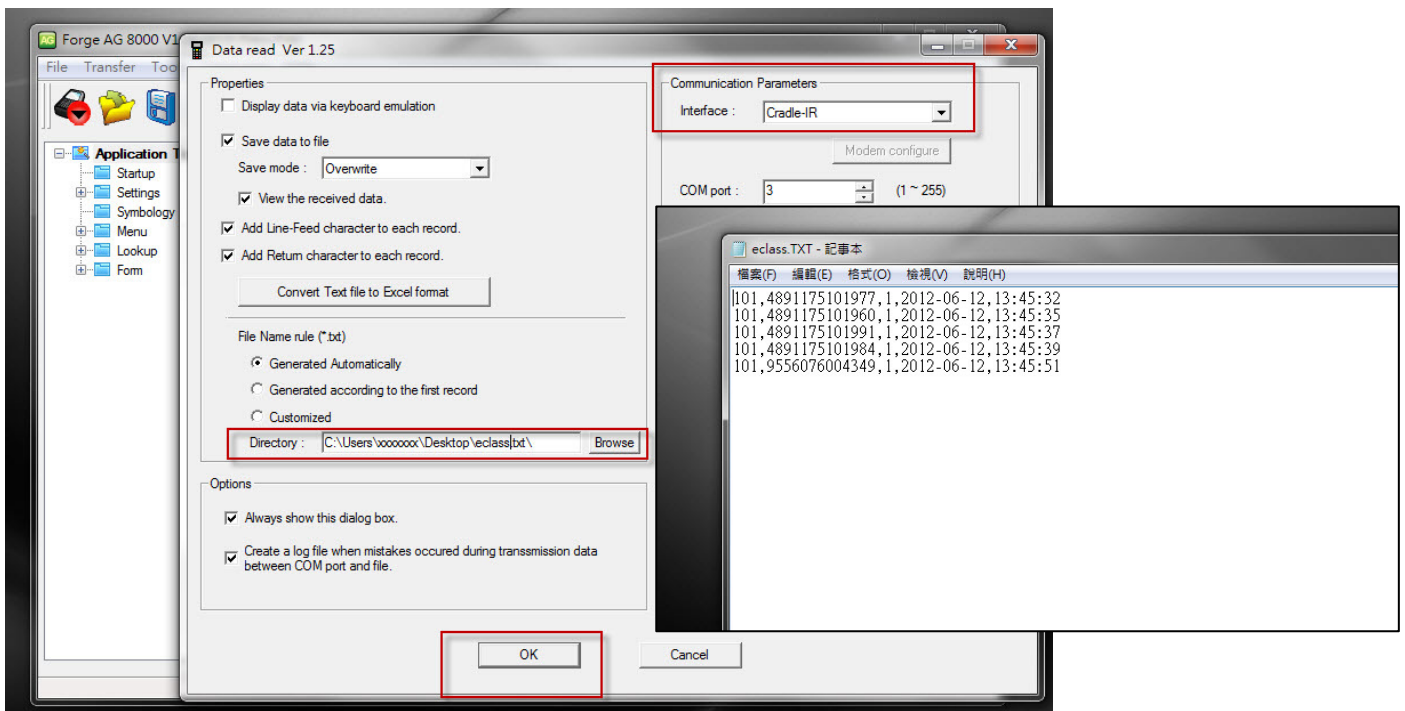 Forge AG 8000 V1
File Transfer Too
Application T
Startup
Settings
Symbology
Menu
Lookup
Form
Data read Ver 1.25
Properties
Display data via keyboard emulation
Save data to file
Save mode : Overwrite
View the received data.
Add Line-Feed character to each record.
Add Return character to each record.
Convert Text file to Excel format
File Name rule (*.txt)
Generated Automatically
Generated according to the first record
Customized
Directory : C:\Users\xxxxxxx\Desktop\eclass.txt\ Browse
Options
Always show this dialog box.
Create a log file when mistakes occured during transsmission data
between COM port and file.
OK
Cancel
Communication Parameters
Interface : Cradle-IR
Modem configure
COM port : 3 (1 ~ 255)
eclass.TXT - 記事本
檔案(F) 編輯(E) 格式(O) 檢視(V) 說明(H)
101,4891175101977,1,2012-06-12,13:45:32
101,4891175101960,1,2012-06-12,13:45:35
101,4891175101991,1,2012-06-12,13:45:37
101,4891175101984,1,2012-06-12,13:45:39
101,9556076004349,1,2012-06-12,13:45:51